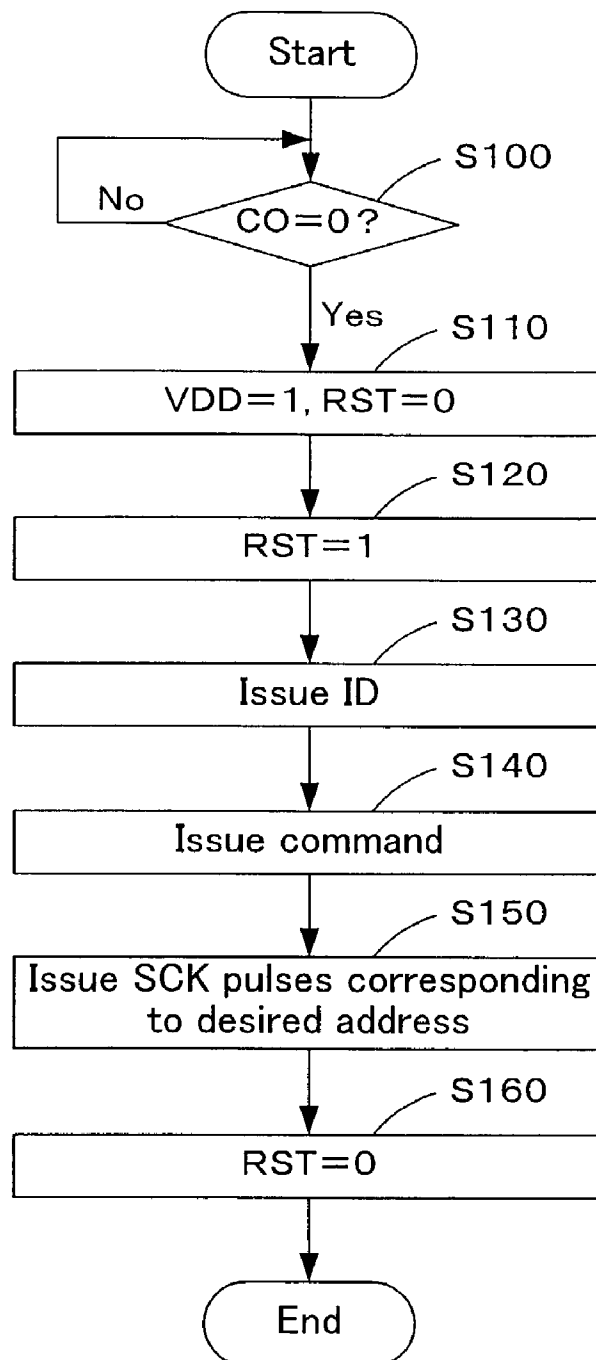 Start
S100
No
CO=0?
Yes
S110
VDD=1, RST=0
S120
RST=1
S130
Issue ID
S140
Issue command
S150
Issue SCK pulses corresponding
to desired address
S160
RST=0
End